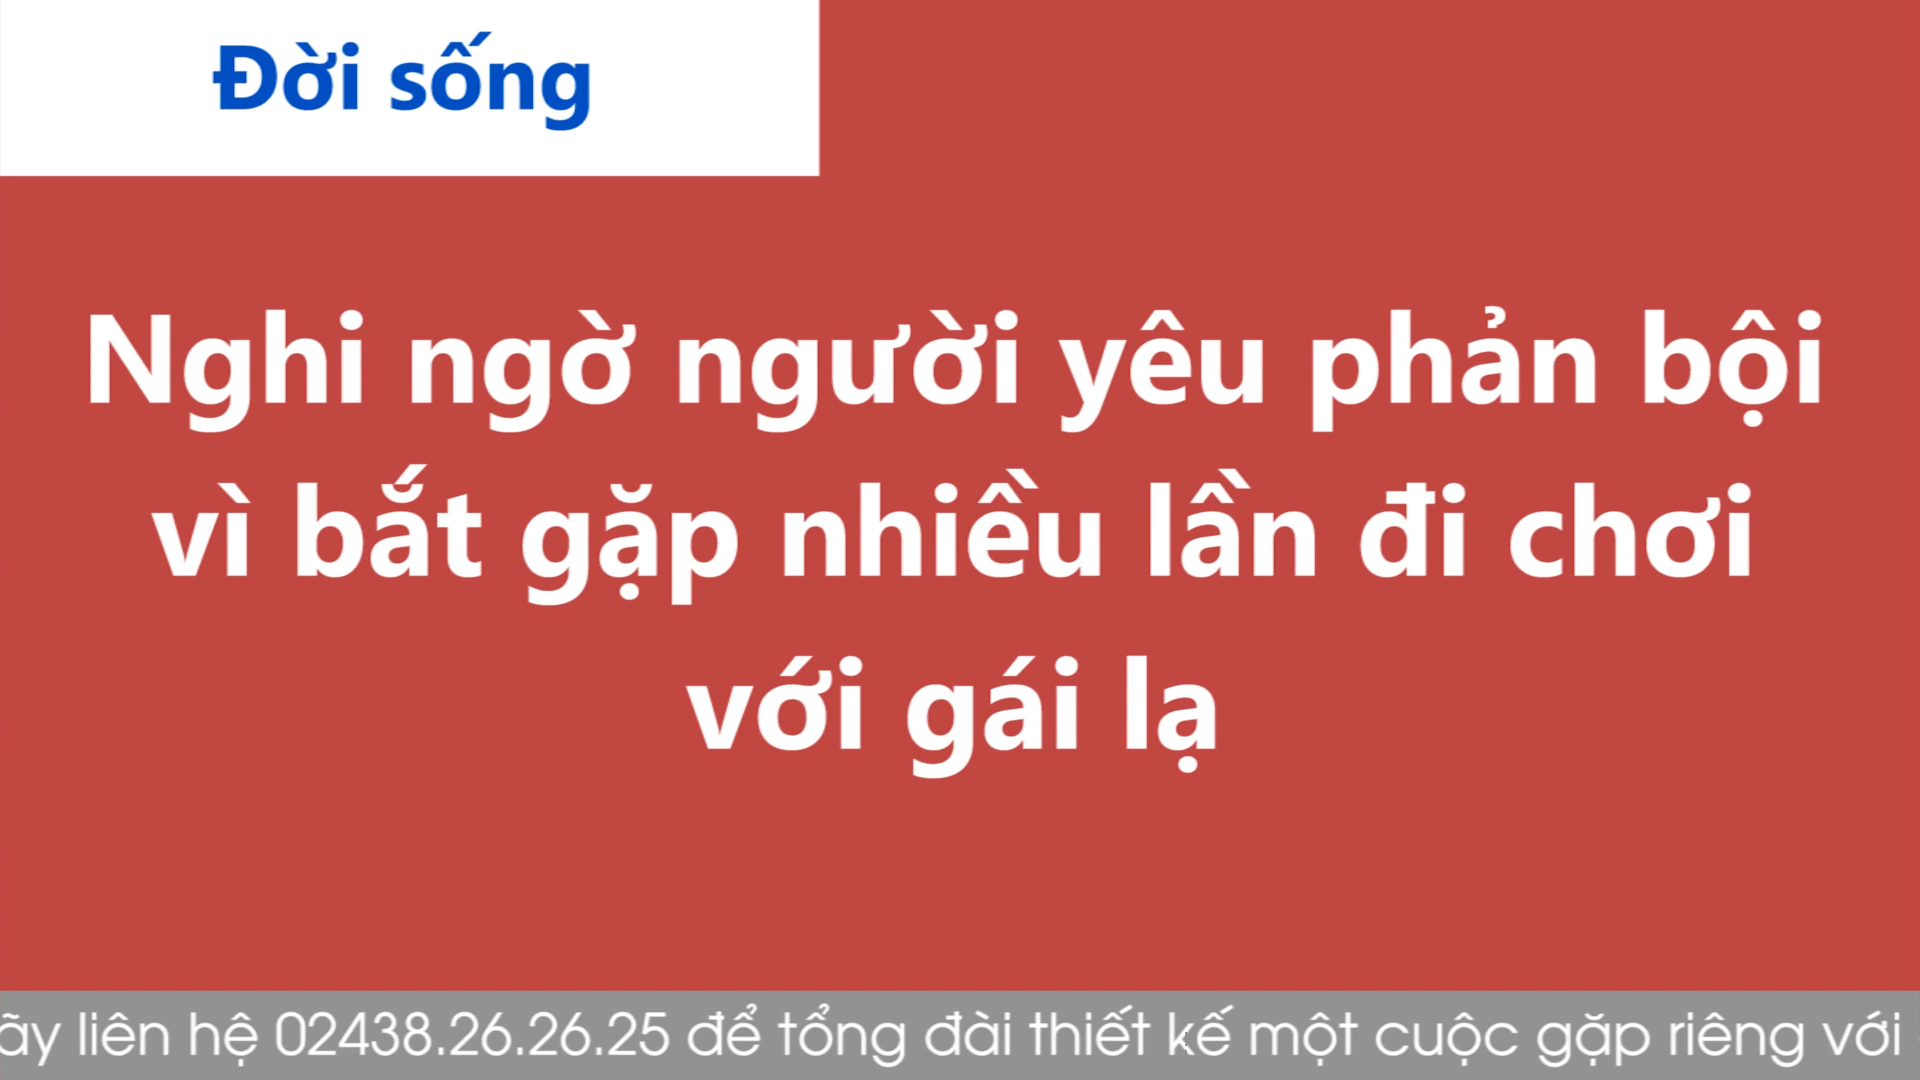 Đời sống
Nghi ngờ người yêu phản bội
vì bắt gặp nhiều lần đi chơi
với gái lạ
liên hệ 02438.26.26.25 để tổng đài thiết kế một cuộc gặp riêng với